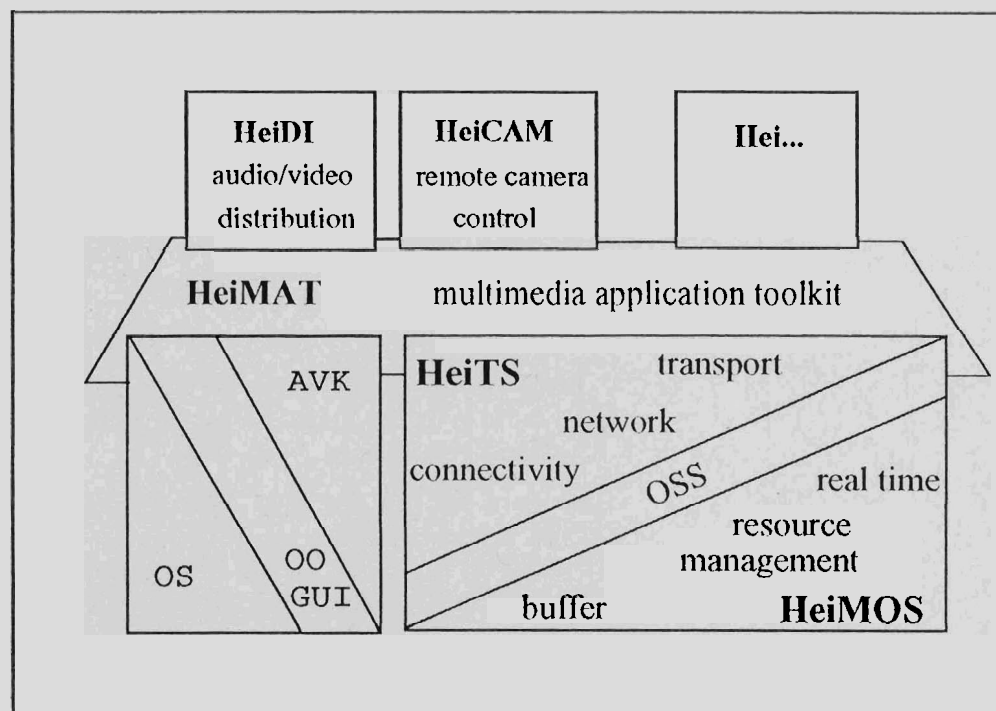 HeiDI
audio/video
distribution
HeiCAM
remote camera
control
Hei...
HeiMAT multimedia application toolkit
AVK
OS
OO
GUI
HeiTS
transport
network
connectivity
OSS
real time
resource
management
buffer
HeiMOS